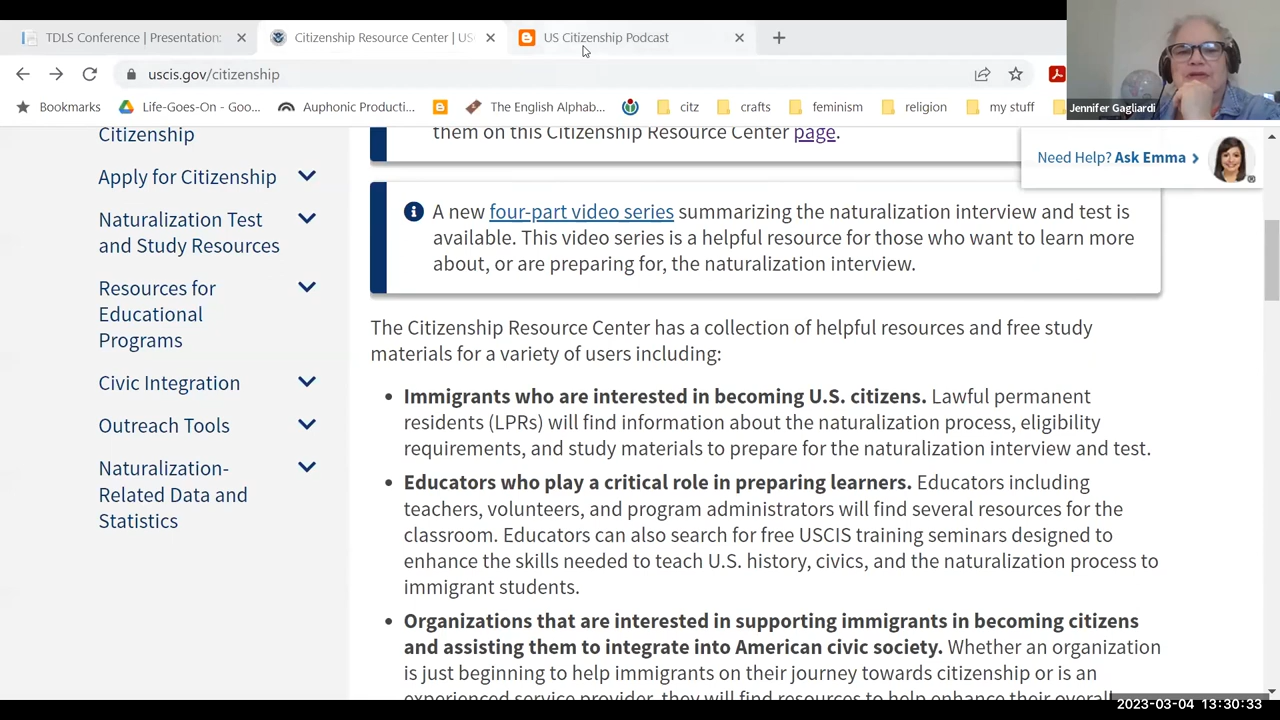 TDLS Conference | Presentation:
Citizenship Resource Center | US
US Citizenship Podcast
uscis.gov/citizenship
Jennifer Gagliardi
Bookmarks
Life-Goes-On - Goo...
Auphonic Producti...
The English Alphab...
citz
crafts
feminism
religion
my stuff
Citizenship
Apply for Citizenship
Naturalization Test
and Study Resources
Resources for
Educational
Programs
Civic Integration
Outreach Tools
Naturalization-
Related Data and
Statistics
them on this Citizenship Resource Center page.
Need Help? Ask Emma
A new four-part video series summarizing the naturalization interview and test is
available. This video series is a helpful resource for those who want to learn more
about, or are preparing for, the naturalization interview.
The Citizenship Resource Center has a collection of helpful resources and free study
materials for a variety of users including:
Immigrants who are interested in becoming U.S. citizens. Lawful permanent
residents (LPRs) will find information about the naturalization process, eligibility
requirements, and study materials to prepare for the naturalization interview and test.
Educators who play a critical role in preparing learners. Educators including
teachers, volunteers, and program administrators will find several resources for the
classroom. Educators can also search for free USCIS training seminars designed to
enhance the skills needed to teach U.S. history, civics, and the naturalization process to
immigrant students.
Organizations that are interested in supporting immigrants in becoming citizens
and assisting them to integrate into American civic society. Whether an organization
is just beginning to help immigrants on their journey towards citizenship or is an
experienced service provider, they will find resources to help enhance their overall
2023-03-04 13:30:33